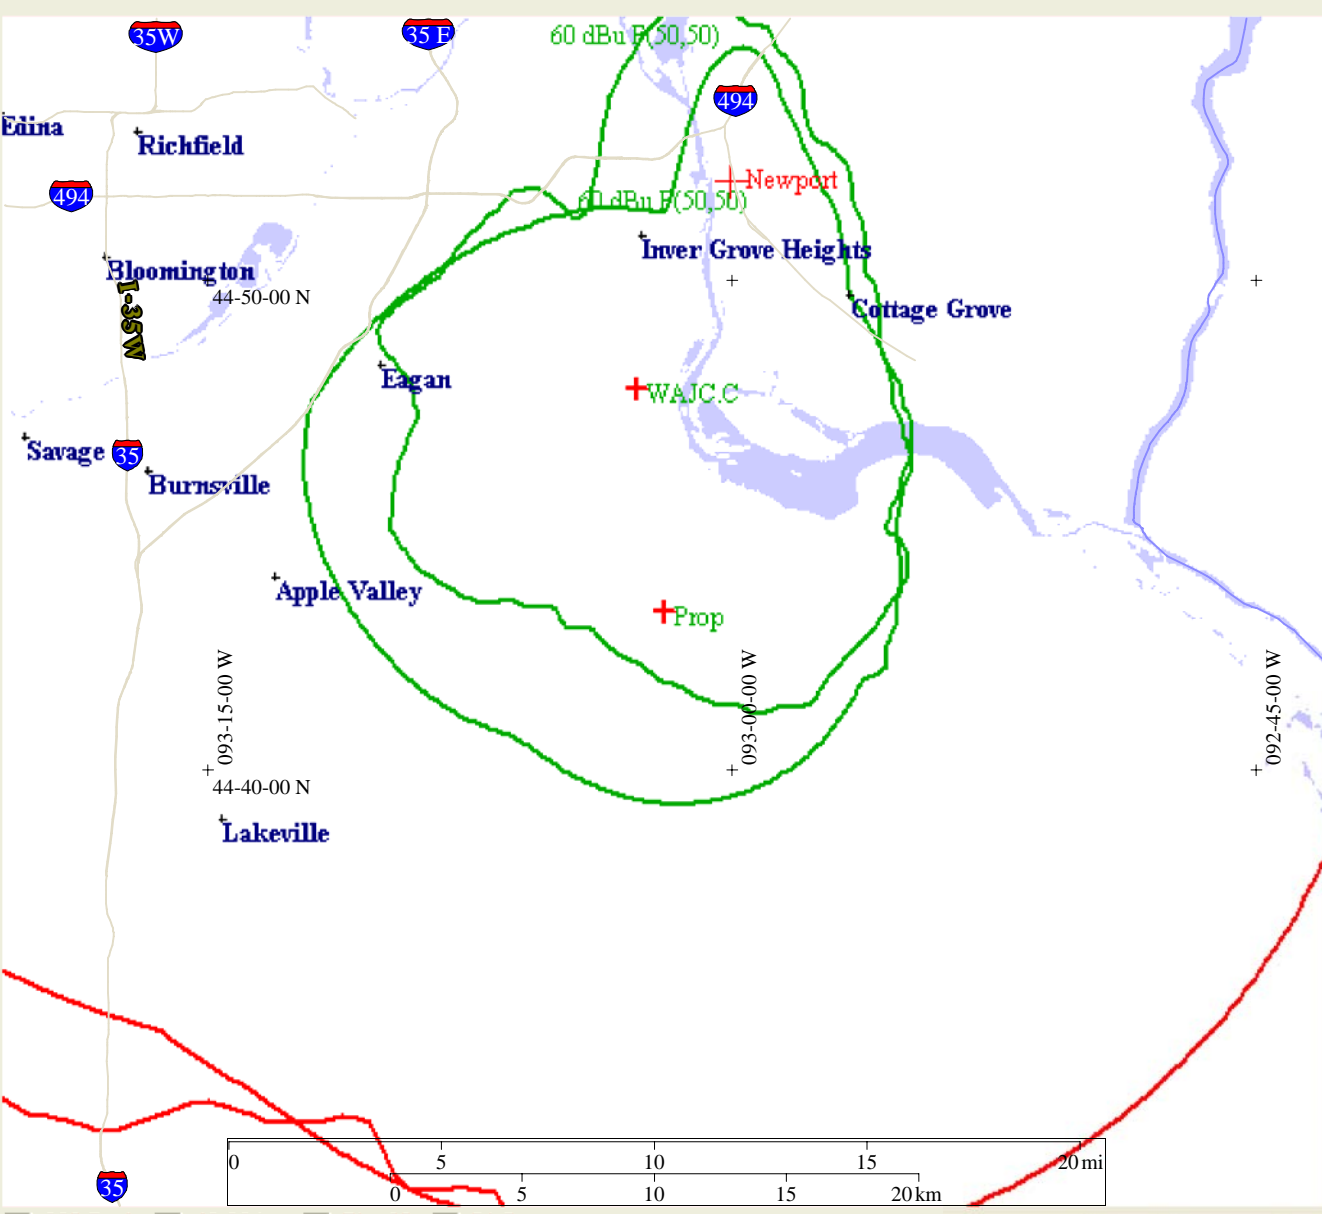 35W
35 E
60 dBu F(50,50)
494
Edina
Richfield
Newport
494
60 dBu F(50,50)
Inver Grove Heights
Bloomington
44-50-00 N
I-35W
Cottage Grove
Eagan
WAJC.C
Savage
35
Burnsville
Apple Valley
Prop
093-15-00 W
093-00-00 W
092-45-00 W
44-40-00 N
Lakeville
0 5 10 15 20 mi
0 5 10 15 20 km
35